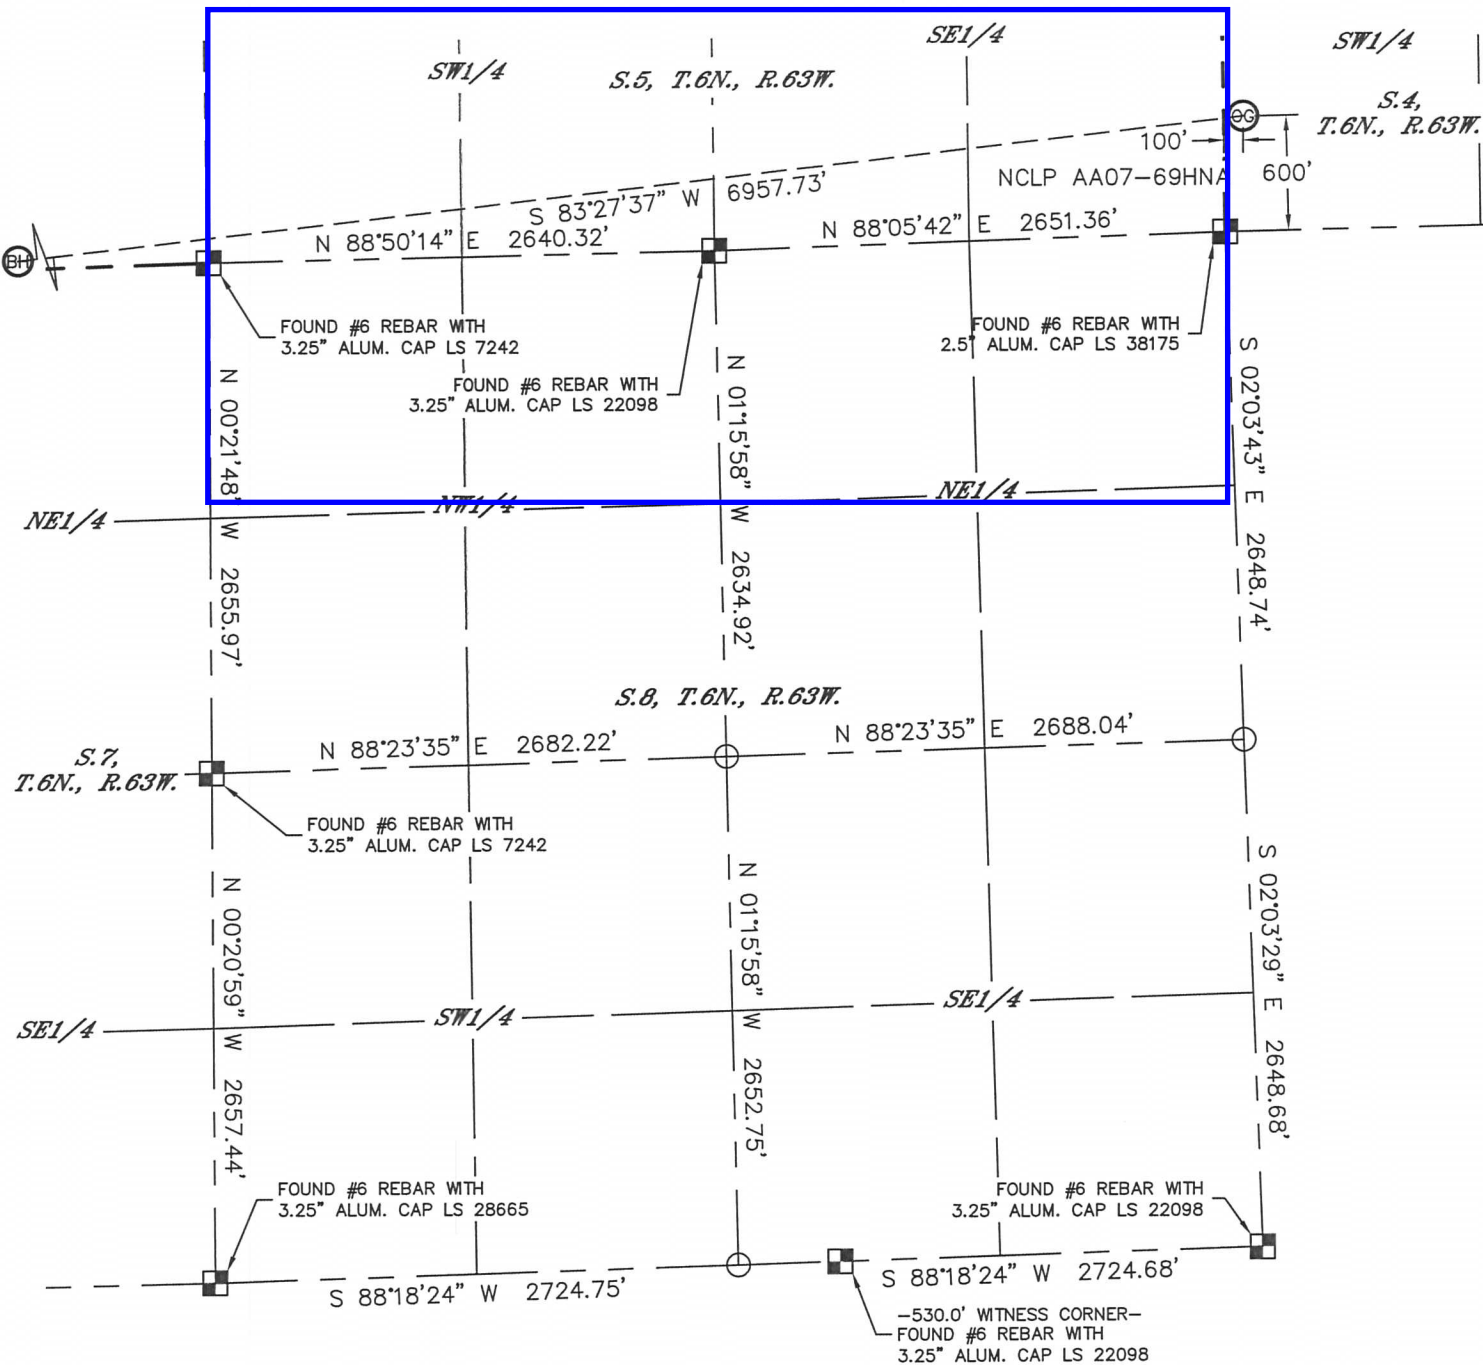 SE1/4
SW1/4
SW1/4
S.5, T.6N., R.63W.
S.4,
T.6N., R.63W.
OG
100'
NCLP AA07-69HNA
600'
S 83°27'37" W 6957.73'
N 88°50'14" E 2640.32'
N 88°05'42" E 2651.36'
BH
FOUND #6 REBAR WITH
3.25" ALUM. CAP LS 7242
FOUND #6 REBAR WITH
3.25" ALUM. CAP LS 22098
FOUND #6 REBAR WITH
2.5" ALUM. CAP LS 38175
N 00°21'48" W 2655.97'
N 01°15'58" W 2634.92'
S 02°03'43" E 2648.74'
NE1/4
NW1/4
NE1/4
S.8, T.6N., R.63W.
S.7,
T.6N., R.63W.
N 88°23'35" E 2682.22'
N 88°23'35" E 2688.04'
FOUND #6 REBAR WITH
3.25" ALUM. CAP LS 7242
N 00°20'59" W 2657.44'
N 01°15'58" W 2652.75'
S 02°03'29" E 2648.68'
SE1/4
SW1/4
SE1/4
FOUND #6 REBAR WITH
3.25" ALUM. CAP LS 28665
FOUND #6 REBAR WITH
3.25" ALUM. CAP LS 22098
S 88°18'24" W 2724.75'
S 88°18'24" W 2724.68'
-530.0' WITNESS CORNER-
FOUND #6 REBAR WITH
3.25" ALUM. CAP LS 22098